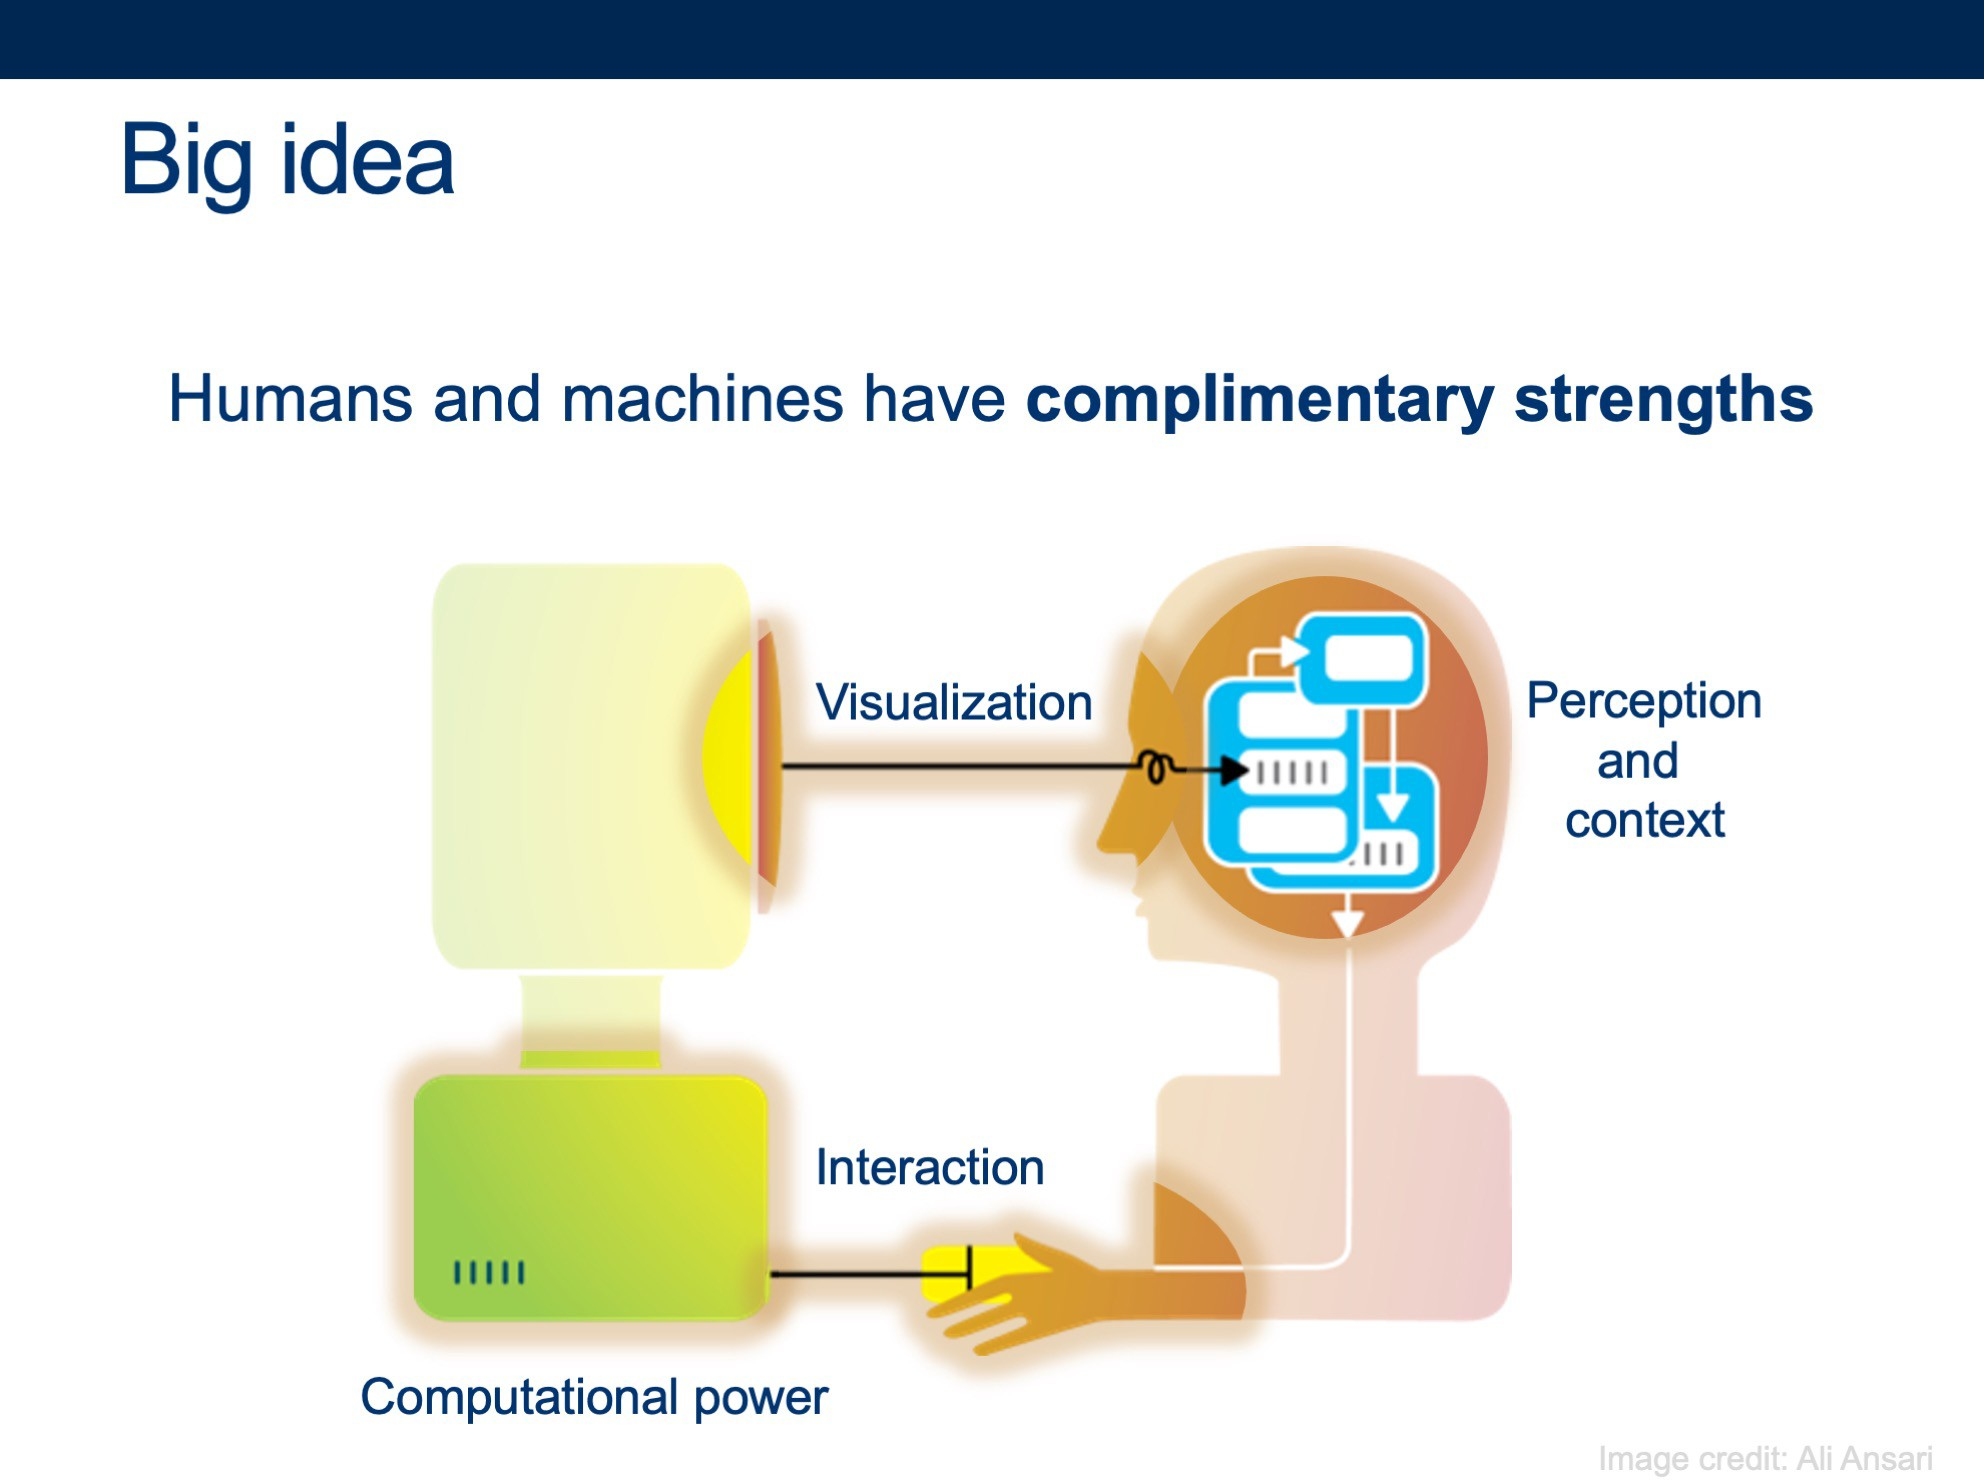 Big idea
Humans and machines have complimentary strengths
Visualization
Perception
and
context
Interaction
Computational power
Image credit: Ali Ansari